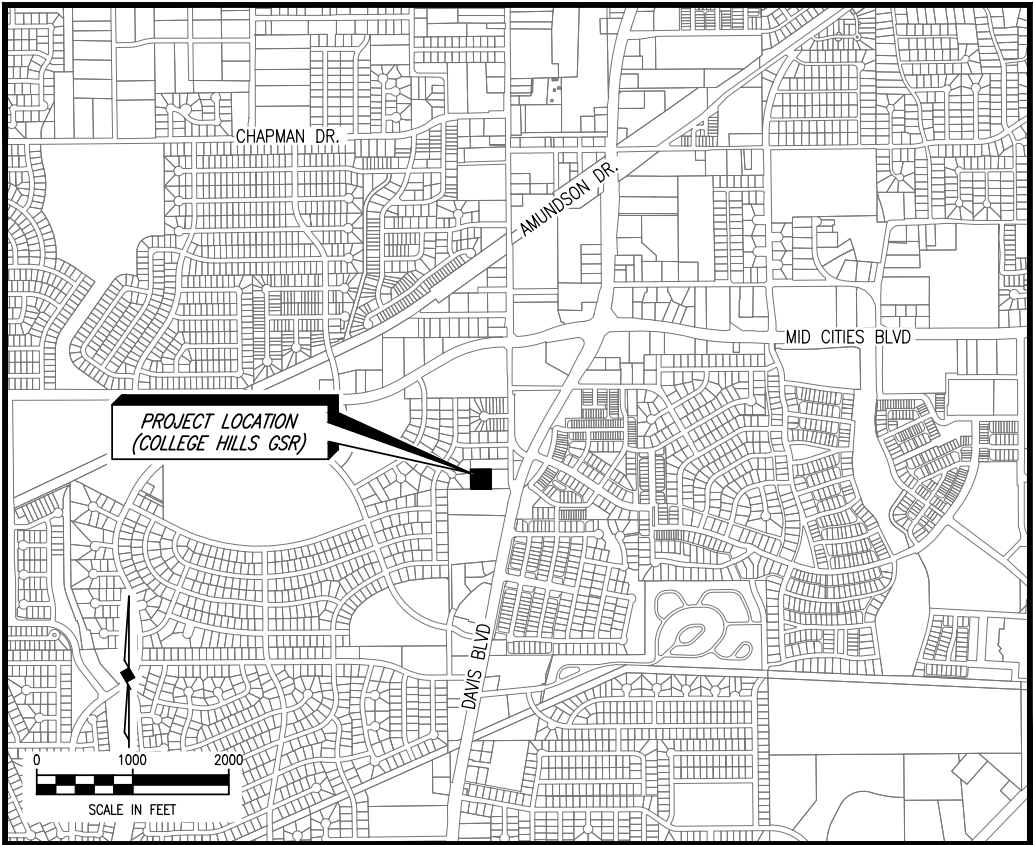 CHAPMAN DR.
AMUNDSON DR.
MID CITIES BLVD
PROJECT LOCATION
(COLLEGE HILLS GSR)
DAVIS BLVD
0 1000 2000
SCALE IN FEET